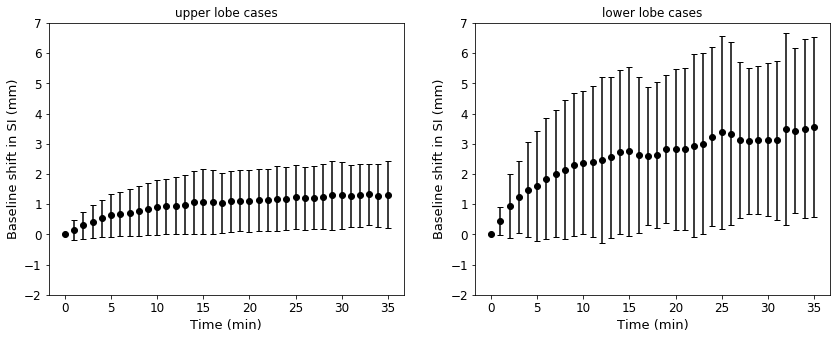 upper lobe cases
7
6
5
4
3
2
1
0
−1
−2
Baseline shift in SI (mm)
0 5 10 15 20 25 30 35
Time (min)
lower lobe cases
7
6
5
4
3
2
1
0
−1
−2
Baseline shift in SI (mm)
0 5 10 15 20 25 30 35
Time (min)